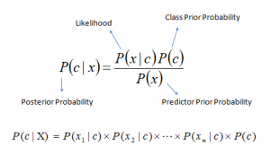 Likelihood
Class Prior Probability
P(c | x) = P(x | c)P(c) / P(x)
Posterior Probability
Predictor Prior Probability
P(c | X) = P(x₁ | c) × P(x₂ | c) × ⋯ × P(xₙ | c) × P(c)